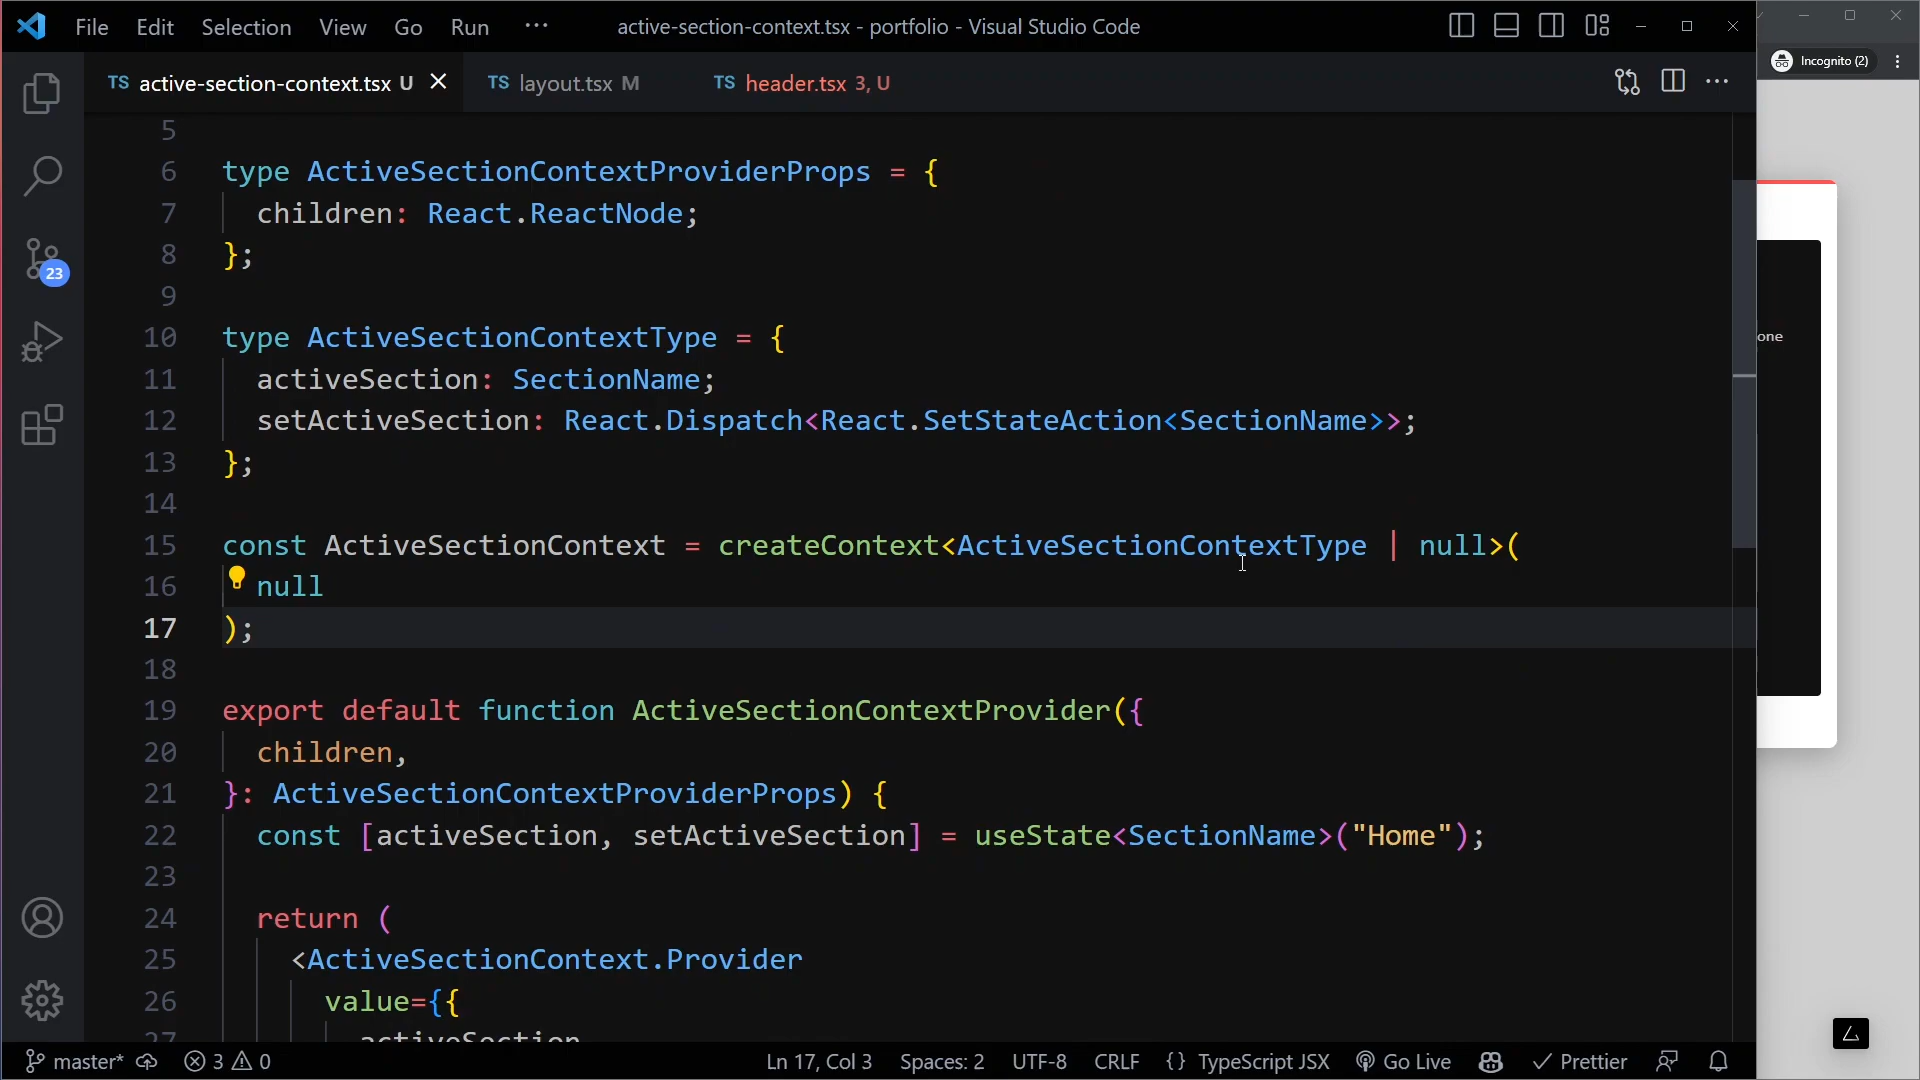 File Edit Selection View Go Run ··· active-section-context.tsx - portfolio - Visual Studio Code
Incognito (2)
TS active-section-context.tsx U TS layout.tsx M TS header.tsx 3, U
5
6 type ActiveSectionContextProviderProps = {
7 children: React.ReactNode;
8 };
9
10 type ActiveSectionContextType = {
11 activeSection: SectionName;
12 setActiveSection: React.Dispatch<React.SetStateAction<SectionName>>;
13 };
14
15 const ActiveSectionContext = createContext<ActiveSectionContextType | null>(
16 null
17 );
18
19 export default function ActiveSectionContextProvider({
20 children,
21 }: ActiveSectionContextProviderProps) {
22 const [activeSection, setActiveSection] = useState<SectionName>("Home");
23
24 return (
25 <ActiveSectionContext.Provider
26 value={{
27 activeSection
23
one
master* 3 0 Ln 17, Col 3 Spaces: 2 UTF-8 CRLF {} TypeScript JSX Go Live Prettier